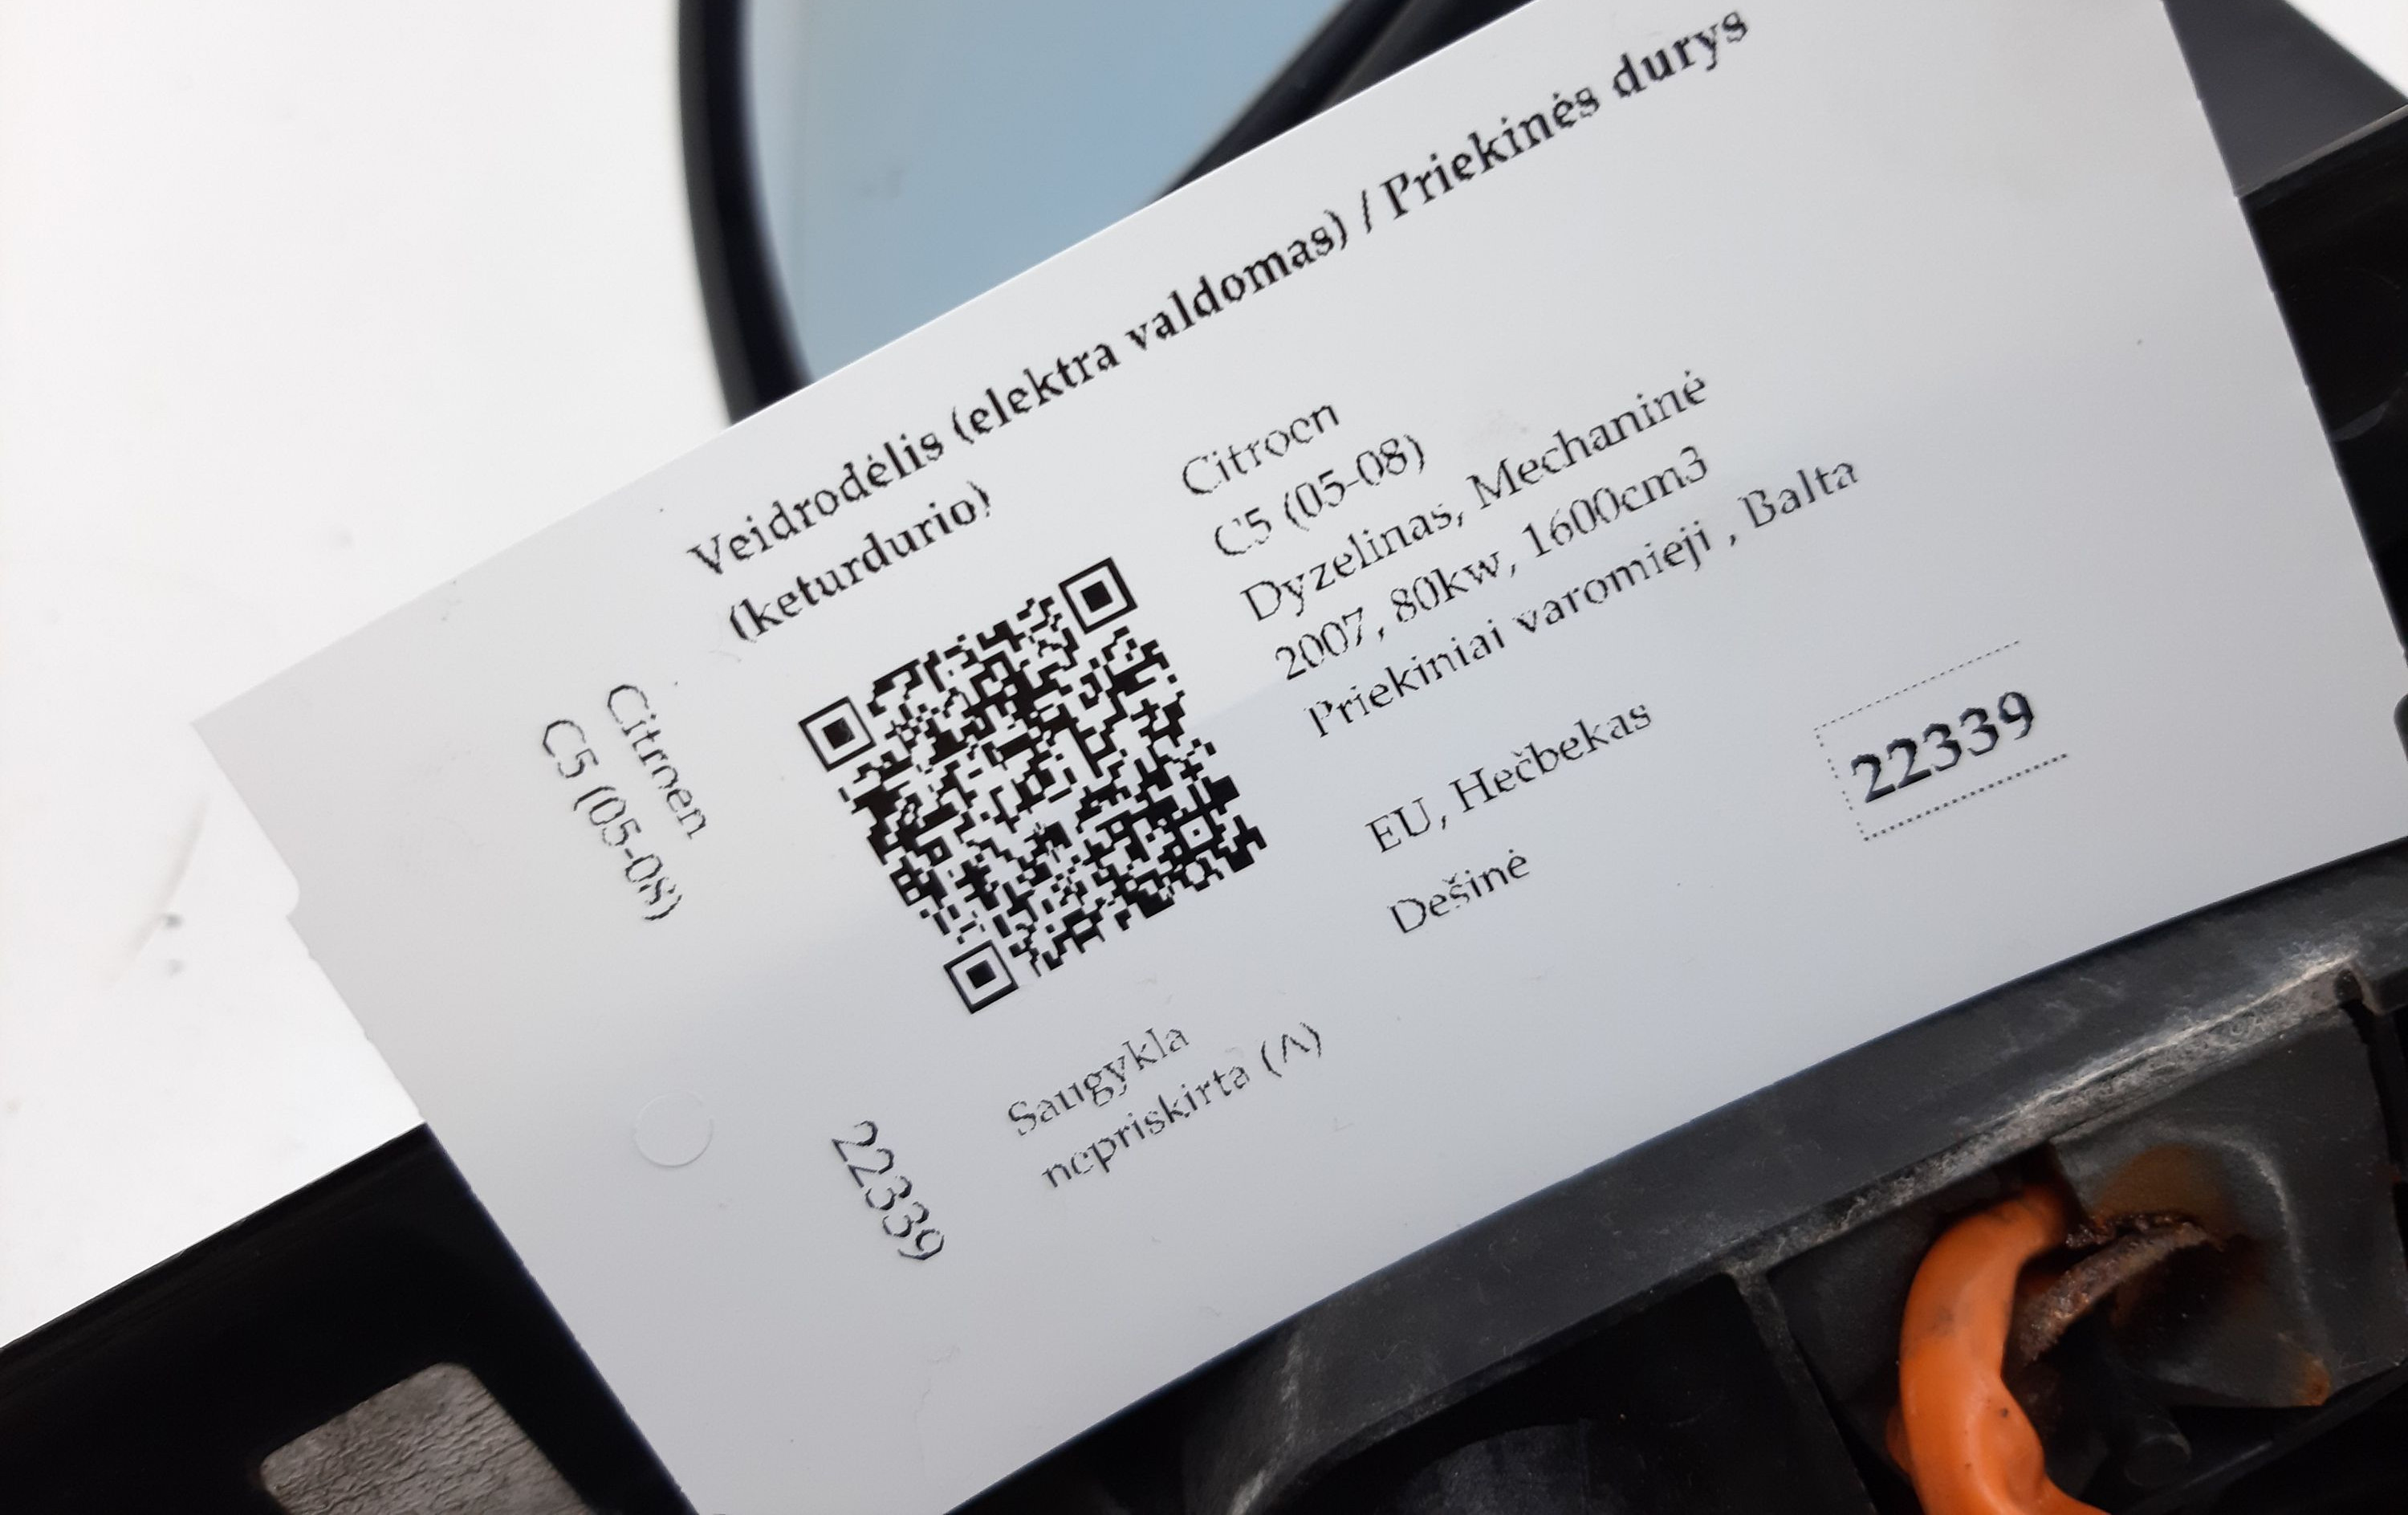 Veidrodėlis (elektra valdomas) / Priekinės durys
(keturdurio)
Citroen
C5 (05-08)
Dyzelinas, Mechaninė
2007, 80kw, 1600cm3
Priekiniai varomieji , Balta
EU, Hečbekas
Dešinė
22339
Saugykla
nepriskirta (A)
Citroen
C5 (05-08)
22339